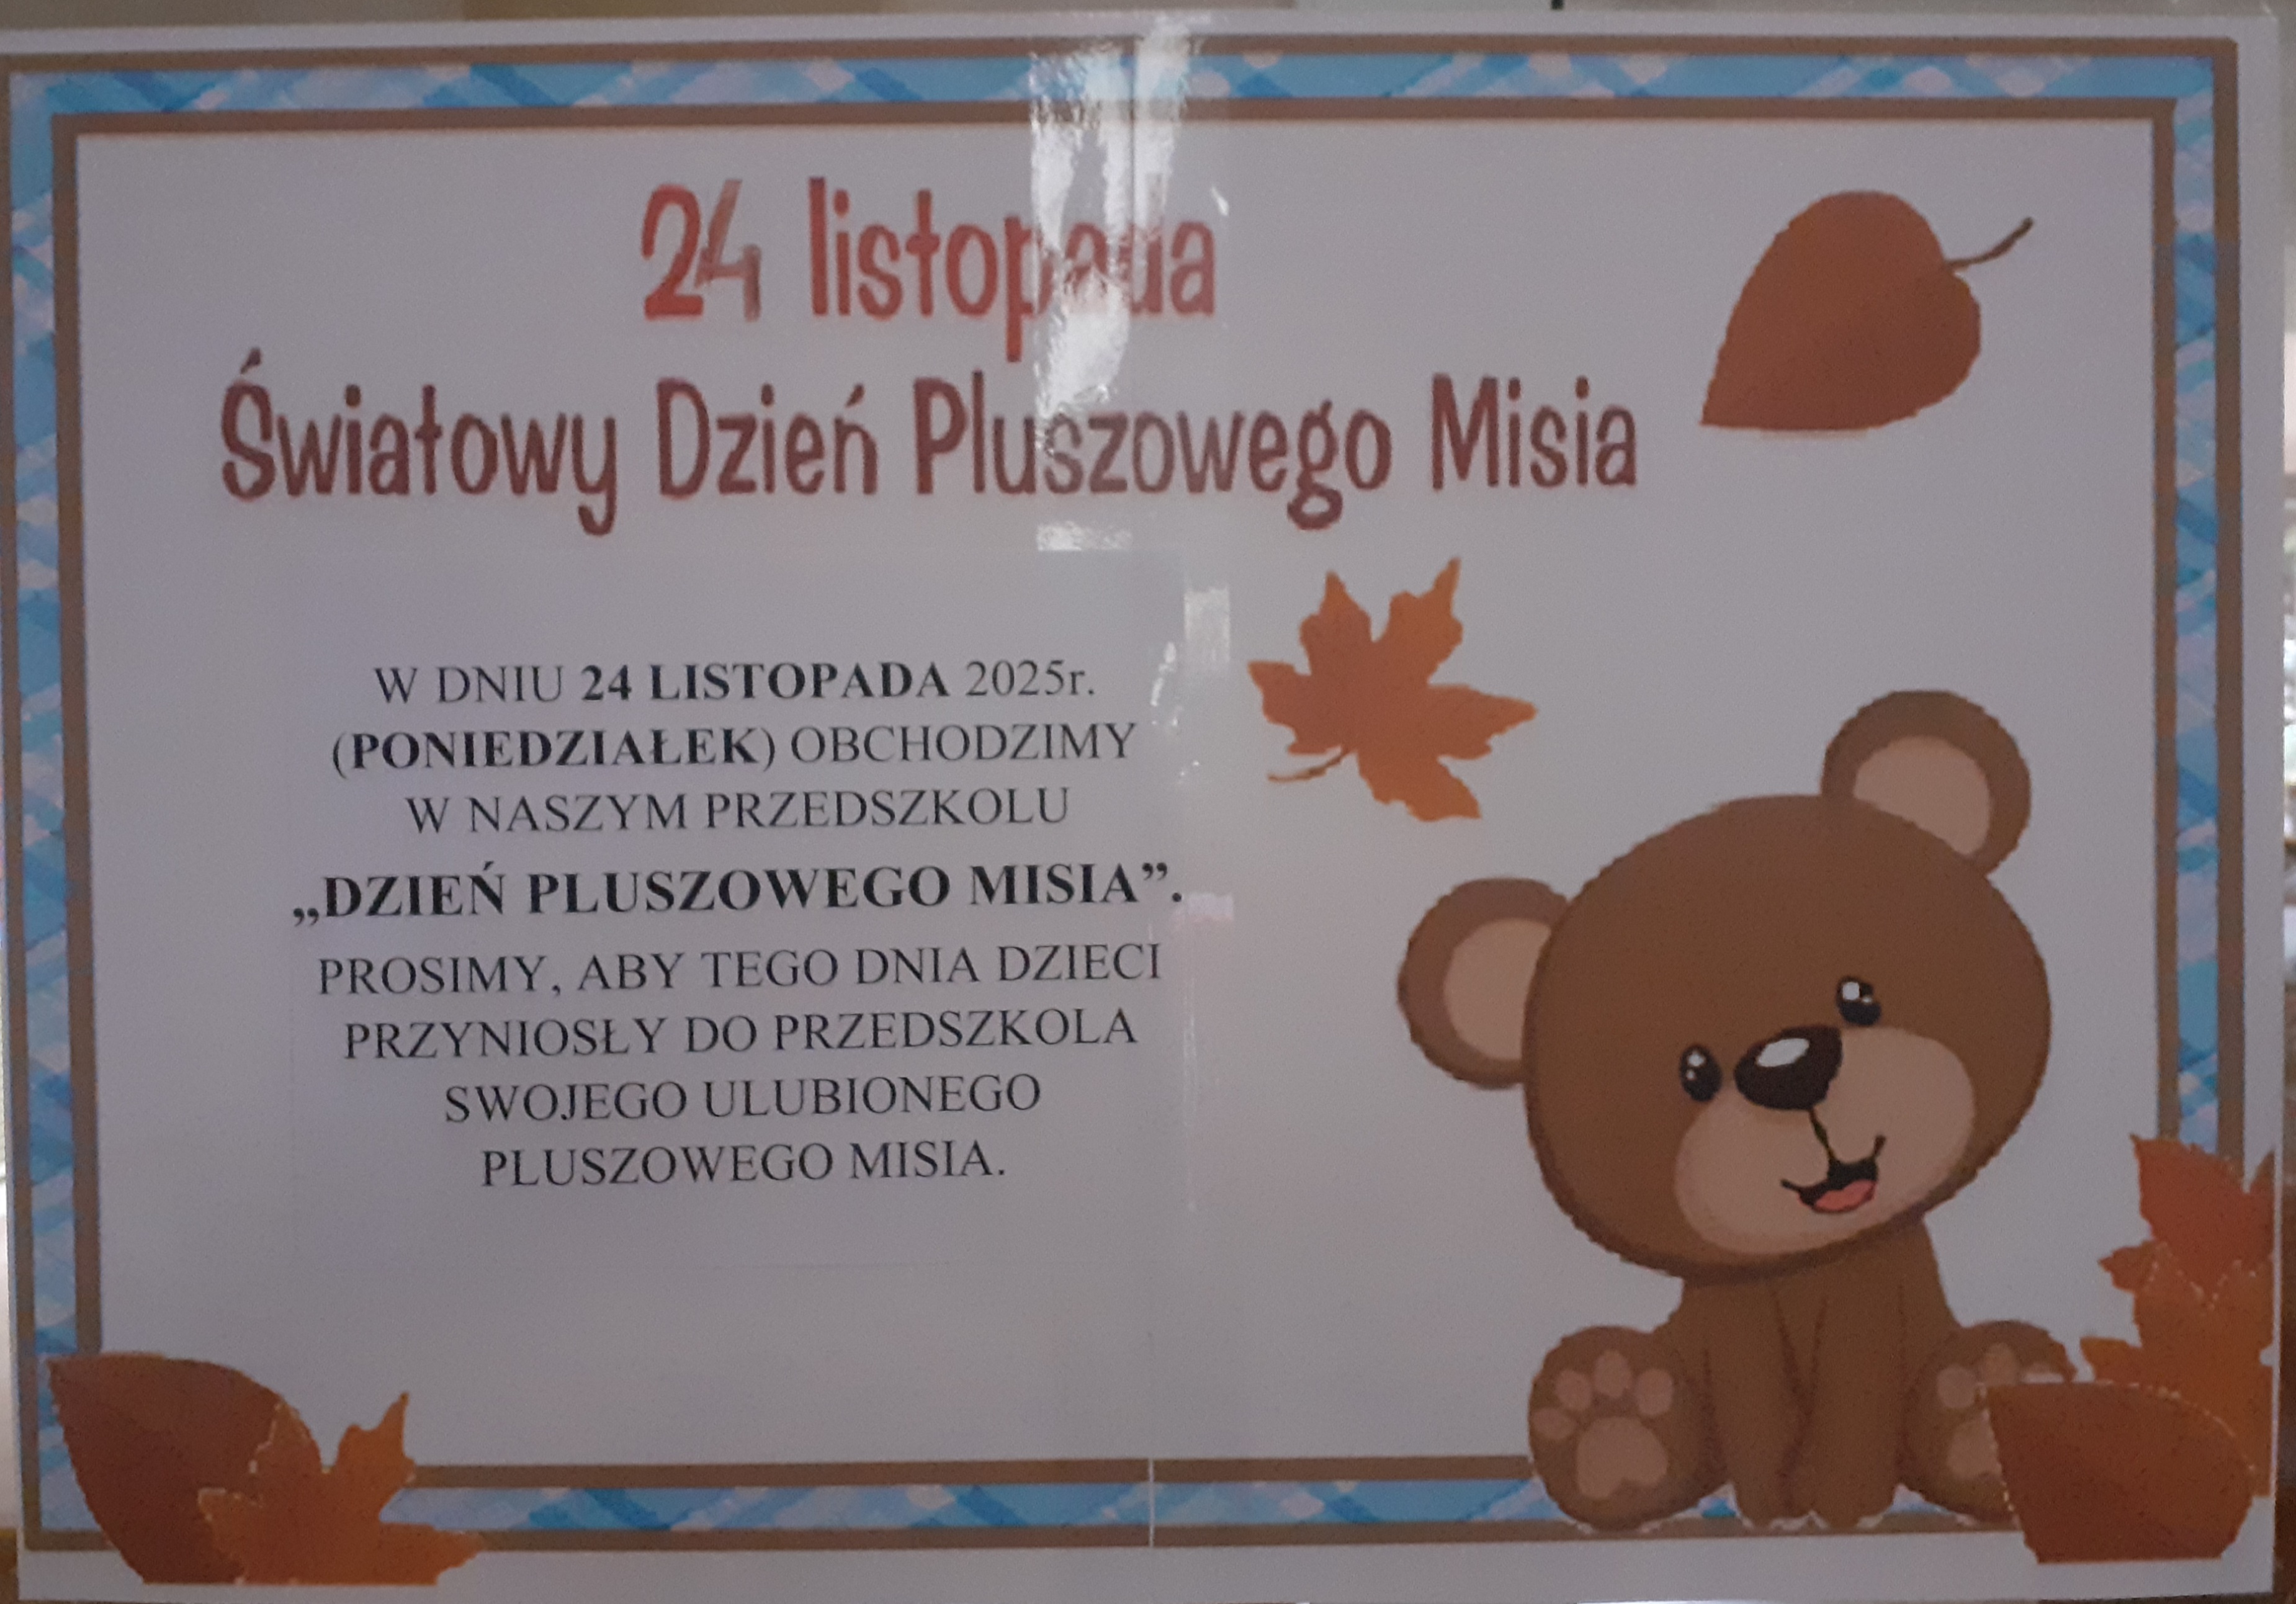 24 listopada
Światowy Dzień Pluszowego Misia
W DNIU 24 LISTOPADA 2025r.
(PONIEDZIAŁEK) OBCHODZIMY
W NASZYM PRZEDSZKOLU
„DZIEŃ PLUSZOWEGO MISIA”.
PROSIMY, ABY TEGO DNIA DZIECI
PRZYNIOSŁY DO PRZEDSZKOLA
SWOJEGO ULUBIONEGO
PLUSZOWEGO MISIA.